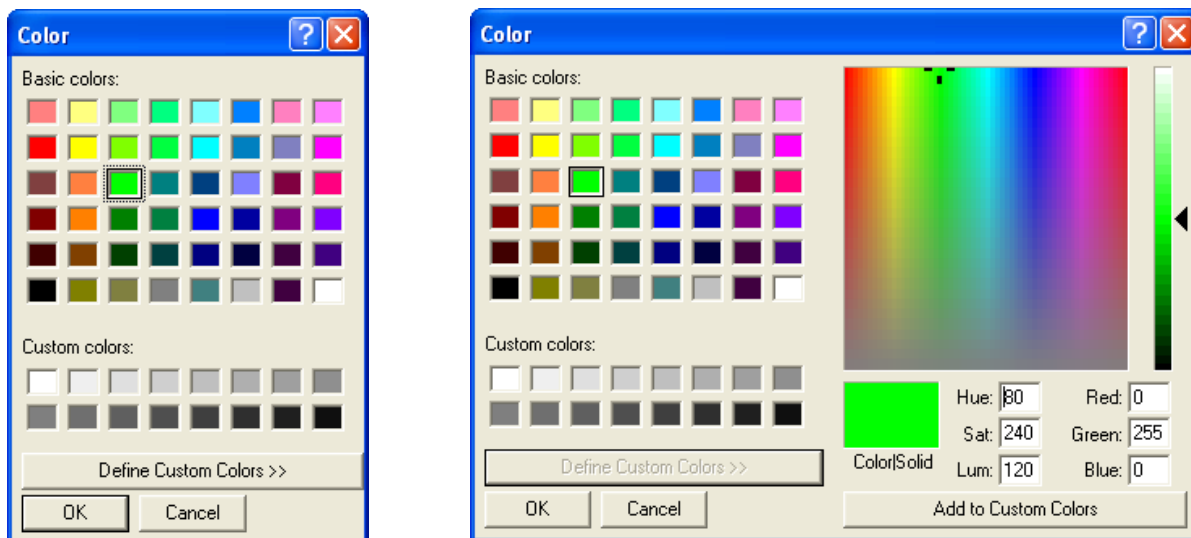 Color
Basic colors:
Custom colors:
Define Custom Colors >>
OK Cancel
Color
Basic colors:
Custom colors:
Define Custom Colors >>
OK Cancel
Color|Solid
Hue: 80 Red: 0
Sat: 240 Green: 255
Lum: 120 Blue: 0
Add to Custom Colors